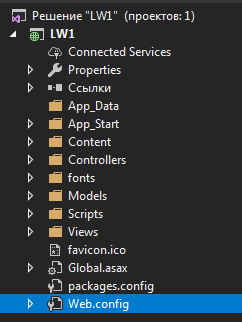 Решение "LW1" (проектов: 1)
LW1
Connected Services
Properties
Ссылки
App_Data
App_Start
Content
Controllers
fonts
Models
Scripts
Views
favicon.ico
Global.asax
packages.config
Web.config